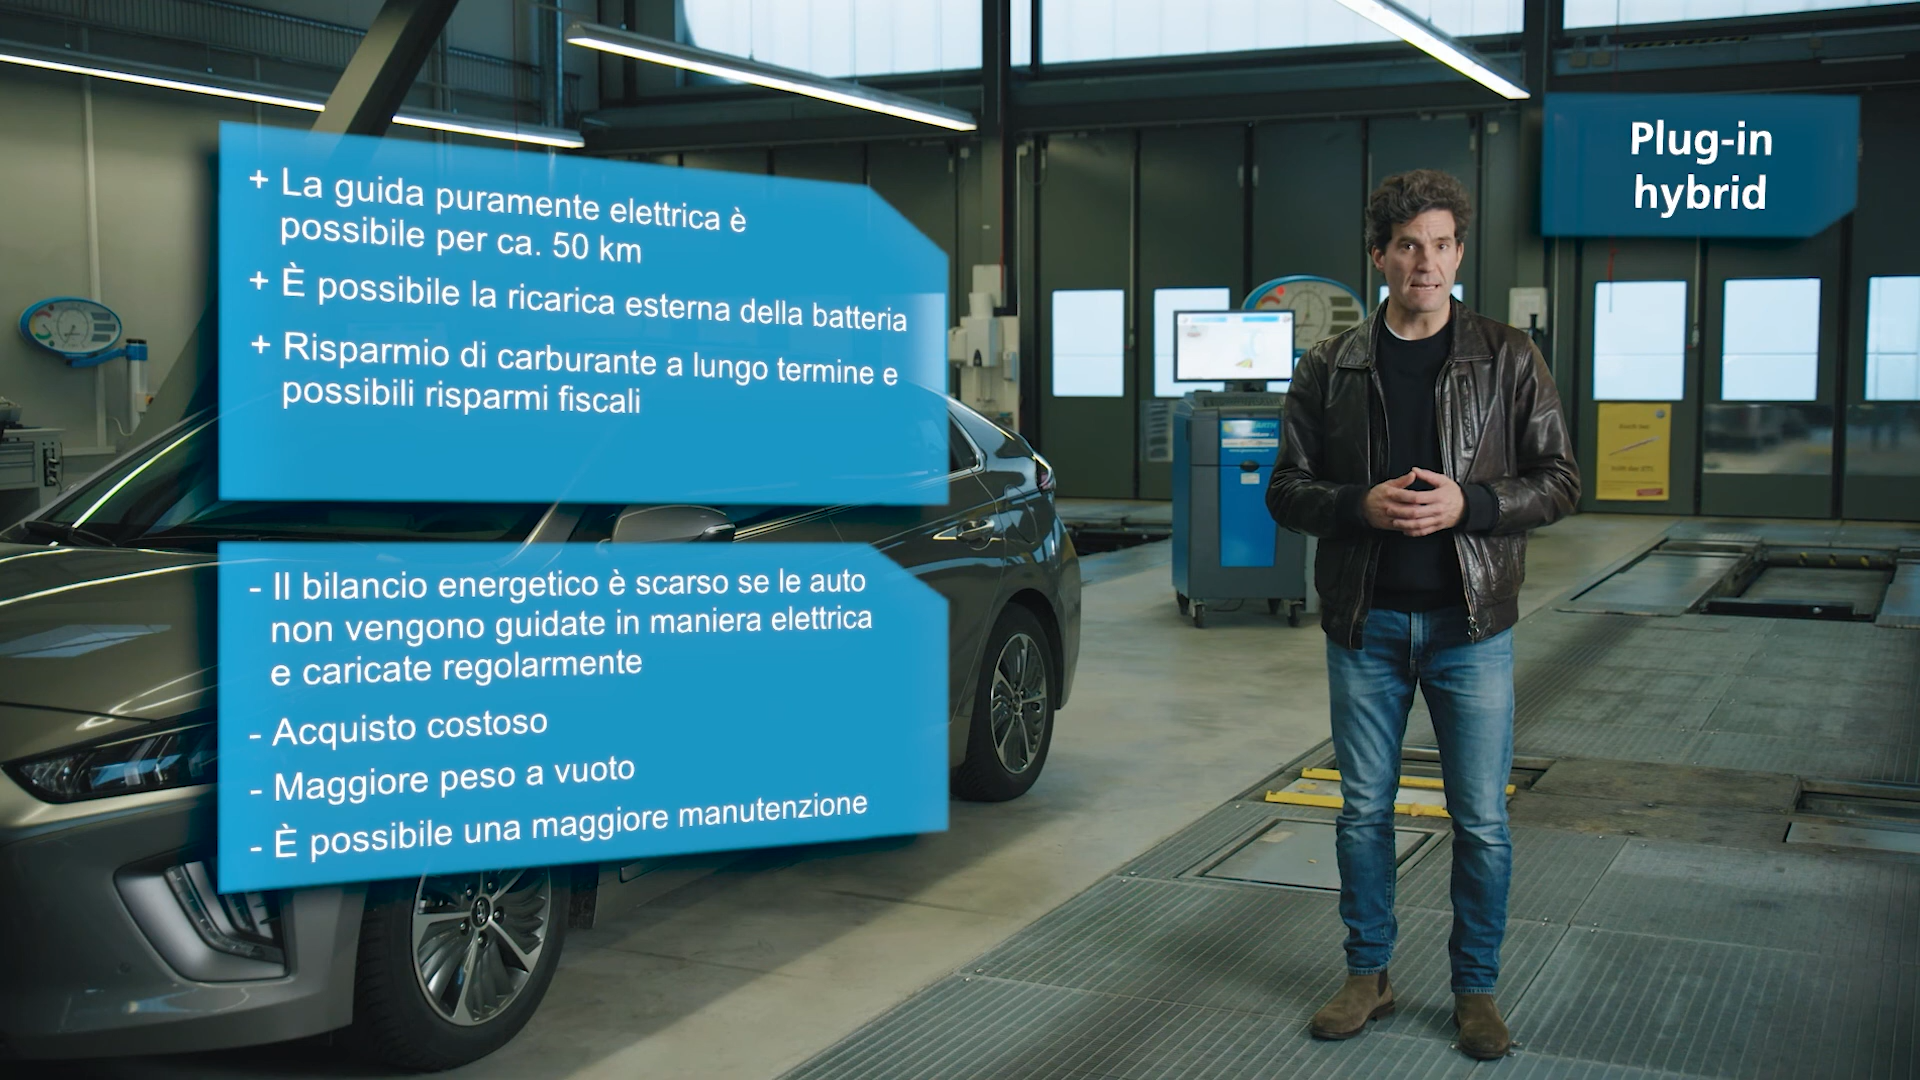 + La guida puramente elettrica è
possibile per ca. 50 km
+ È possibile la ricarica esterna della batteria
+ Risparmio di carburante a lungo termine e
possibili risparmi fiscali
- Il bilancio energetico è scarso se le auto
non vengono guidate in maniera elettrica
e caricate regolarmente
- Acquisto costoso
- Maggiore peso a vuoto
- È possibile una maggiore manutenzione
Plug-in
hybrid